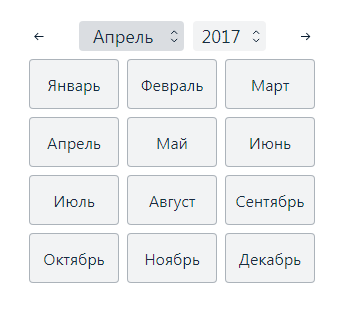 Апрель 2017
Январь Февраль Март
Апрель Май Июнь
Июль Август Сентябрь
Октябрь Ноябрь Декабрь